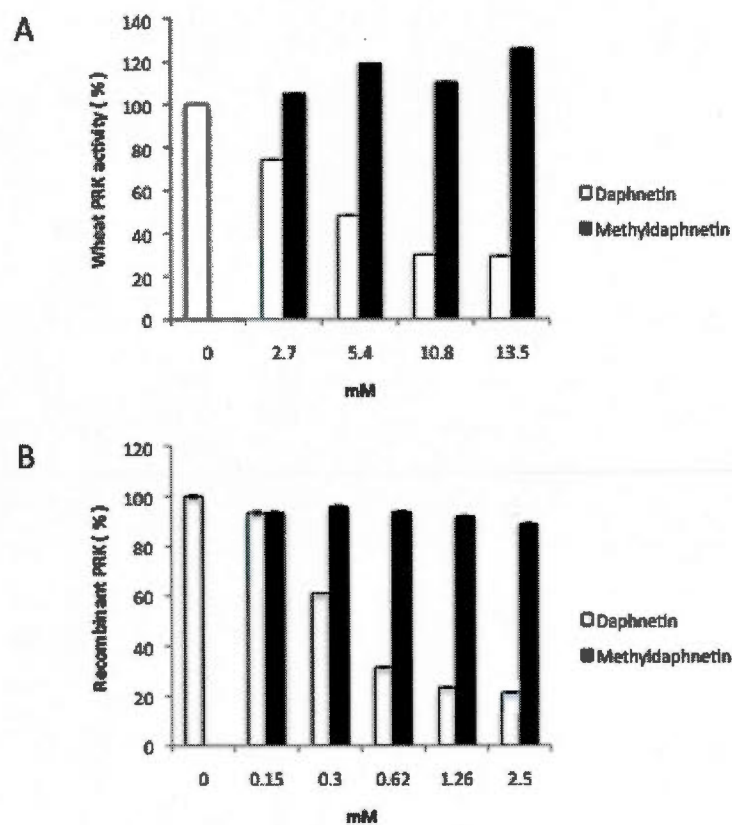 A
140
120
100
80
60
40
20
0
Wheat PRK activity ( %)
0 2.7 5.4 10.8 13.5
mM
Daphnetin
Methyldaphnetin
B
120
100
80
60
40
20
0
Recombinant PRK ( %)
0 0.15 0.3 0.62 1.26 2.5
mM
Daphnetin
Methyldaphnetin